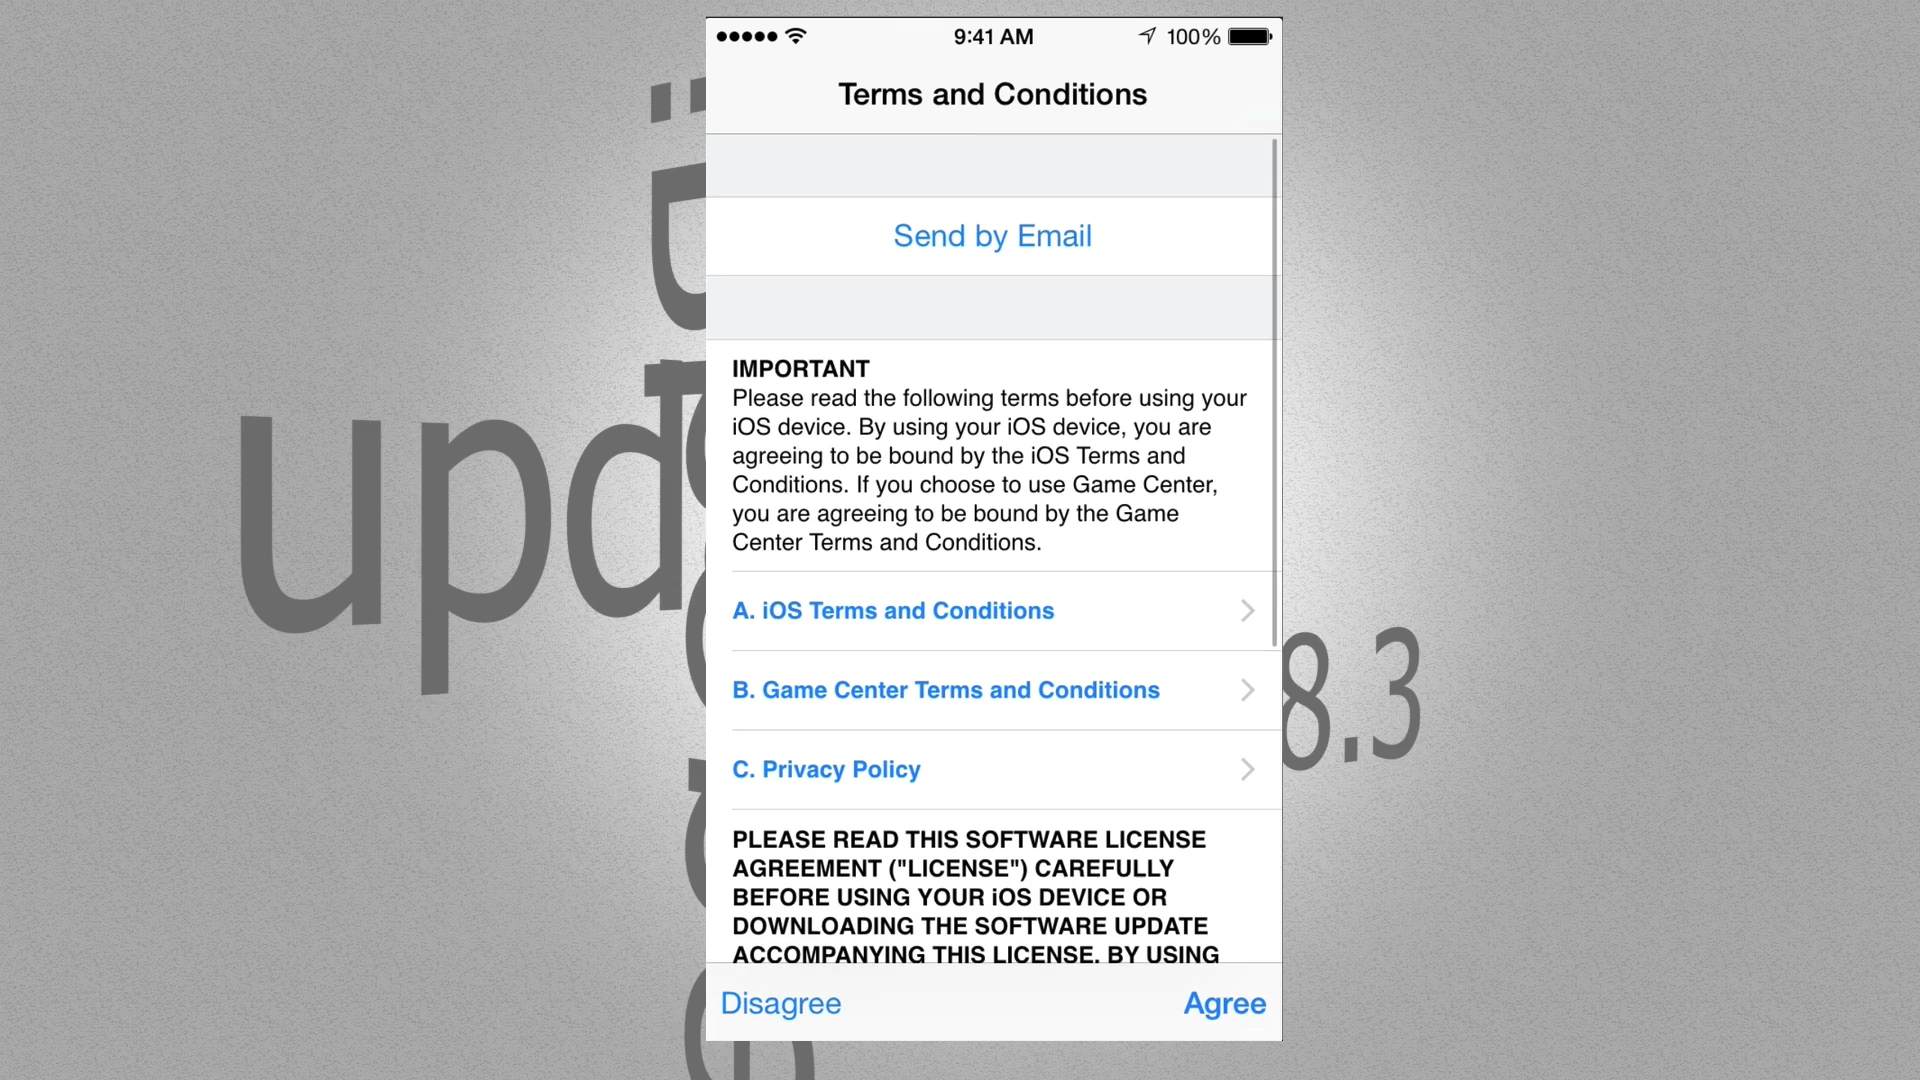 9:41 AM
100%
Terms and Conditions
Send by Email
IMPORTANT
Please read the following terms before using your
iOS device. By using your iOS device, you are
agreeing to be bound by the iOS Terms and
Conditions. If you choose to use Game Center,
you are agreeing to be bound by the Game
Center Terms and Conditions.
A. iOS Terms and Conditions
B. Game Center Terms and Conditions
C. Privacy Policy
PLEASE READ THIS SOFTWARE LICENSE
AGREEMENT ("LICENSE") CAREFULLY
BEFORE USING YOUR iOS DEVICE OR
DOWNLOADING THE SOFTWARE UPDATE
ACCOMPANYING THIS LICENSE. BY USING
Disagree
Agree
upd
8.3